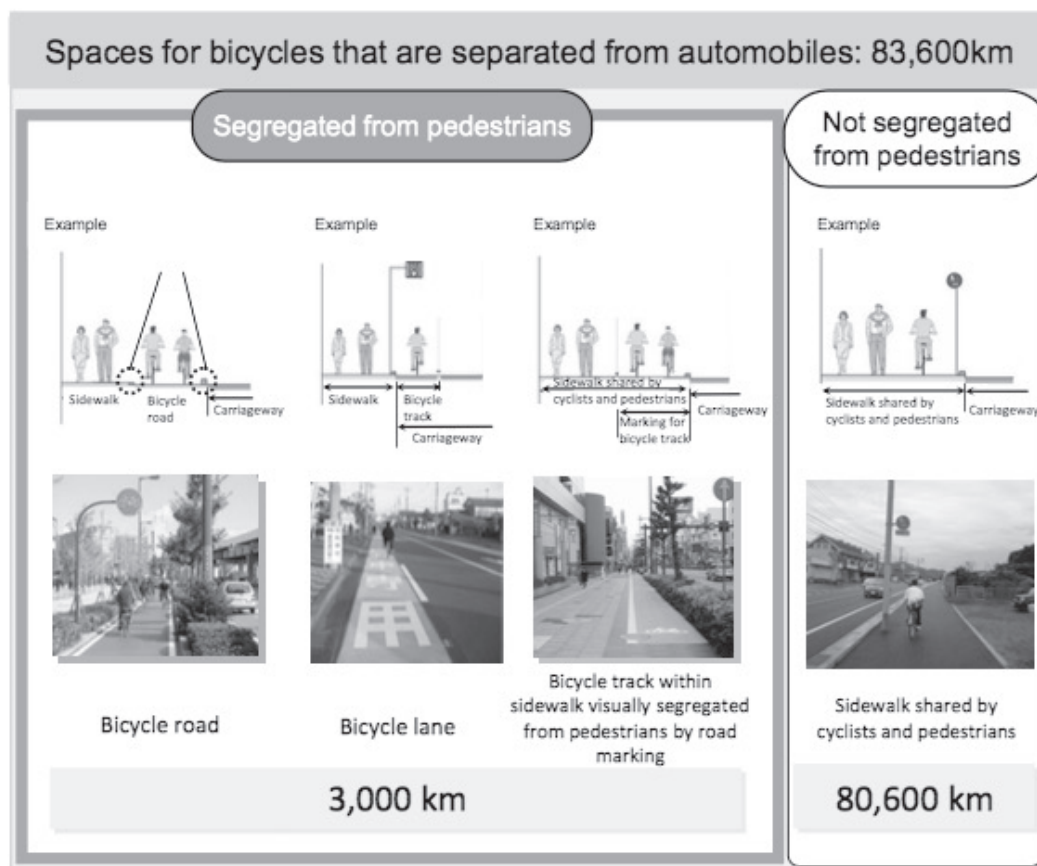 Spaces for bicycles that are separated from automobiles: 83,600km
Segregated from pedestrians
Not segregated
from pedestrians
Example
Sidewalk
Bicycle
road
Carriageway
Example
Sidewalk
Bicycle
track
Carriageway
Example
Sidewalk shared by
cyclists and pedestrians
Carriageway
Marking for
bicycle track
Example
Sidewalk shared by
cyclists and pedestrians
Carriageway
Bicycle road
Bicycle lane
Bicycle track within
sidewalk visually segregated
from pedestrians by road
marking
Sidewalk shared by
cyclists and pedestrians
3,000 km
80,600 km